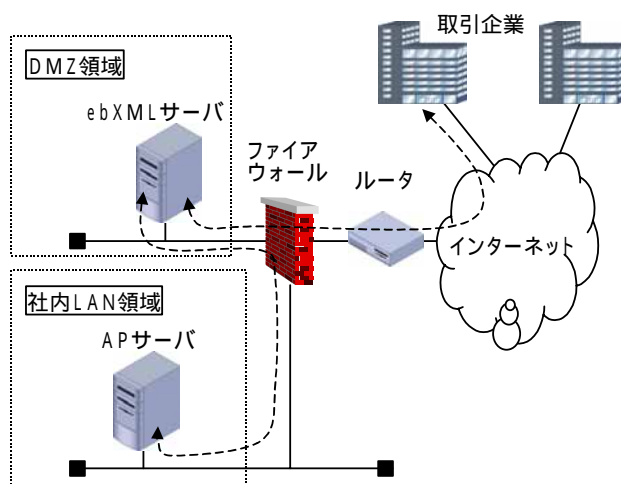 取引企業
DMZ領域
ebXMLサーバ
ファイア
ウォール
ルータ
インターネット
社内LAN領域
APサーバ